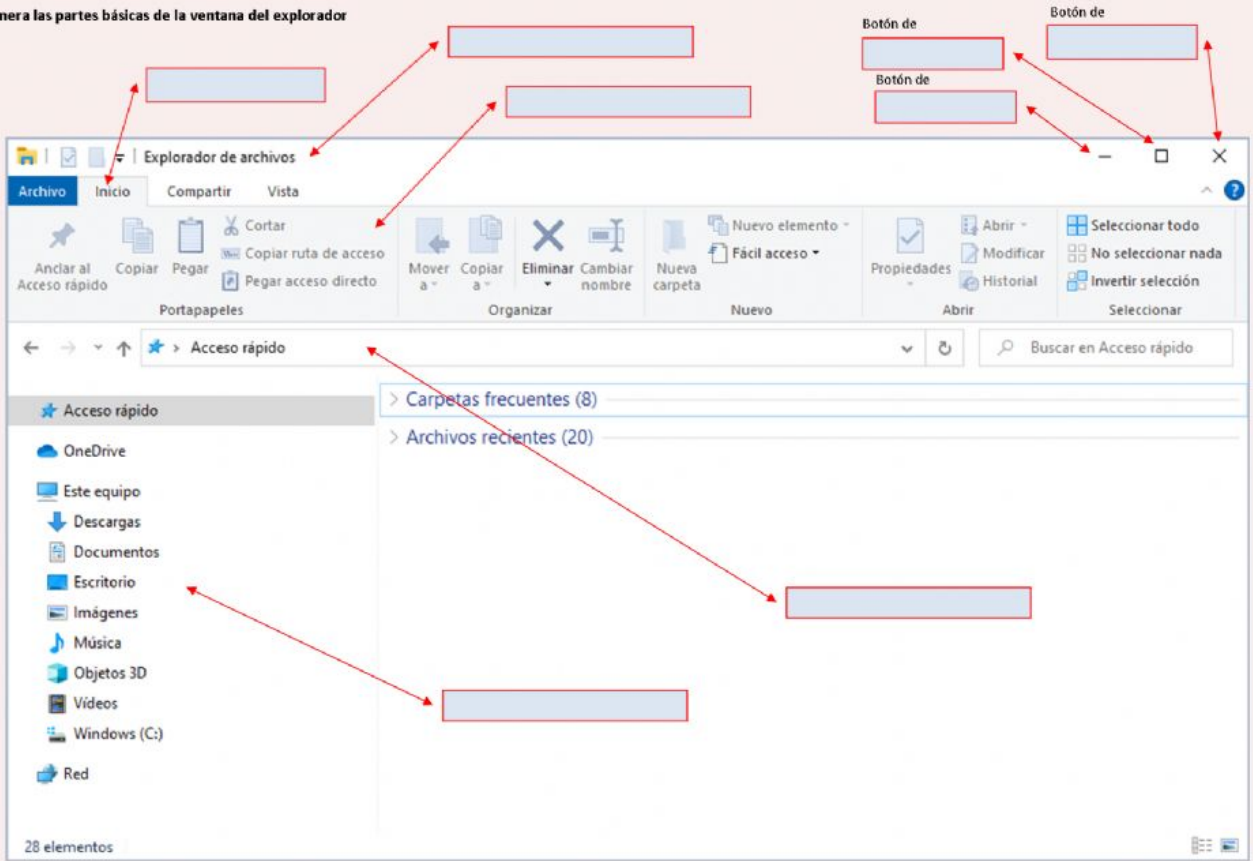 nera las partes básicas de la ventana del explorador
Botón de
Botón de
Botón de
Explorador de archivos
Archivo Inicio Compartir Vista
Anclar al Acceso rápido
Copiar
Pegar
Cortar
Copiar ruta de acceso
Pegar acceso directo
Portapapeles
Mover a
Copiar a
Eliminar
Cambiar nombre
Organizar
Nueva carpeta
Nuevo elemento
Fácil acceso
Nuevo
Propiedades
Abrir
Modificar
Historial
Abrir
Seleccionar todo
No seleccionar nada
Invertir selección
Seleccionar
Acceso rápido
Buscar en Acceso rápido
Acceso rápido
OneDrive
Este equipo
Descargas
Documentos
Escritorio
Imágenes
Música
Objetos 3D
Vídeos
Windows (C:)
Red
Carpetas frecuentes (8)
Archivos recientes (20)
28 elementos